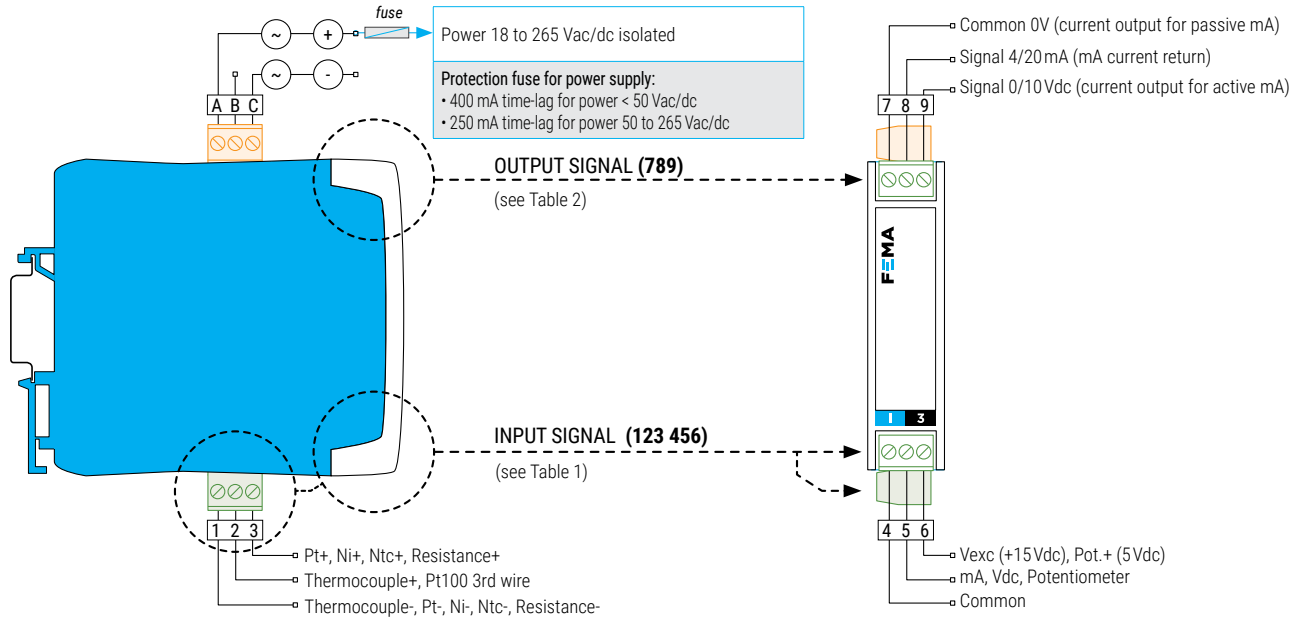 fuse
~ +
Power 18 to 265 Vac/dc isolated
~ -
Protection fuse for power supply:
• 400 mA time-lag for power < 50 Vac/dc
• 250 mA time-lag for power 50 to 265 Vac/dc
A B C
Common 0V (current output for passive mA)
Signal 4/20 mA (mA current return)
Signal 0/10 Vdc (current output for active mA)
7 8 9
OUTPUT SIGNAL (789)
(see Table 2)
FEMA
I 3
INPUT SIGNAL (123 456)
(see Table 1)
1 2 3
Pt+, Ni+, Ntc+, Resistance+
Thermocouple+, Pt100 3rd wire
Thermocouple-, Pt-, Ni-, Ntc-, Resistance-
4 5 6
Vexc (+15 Vdc), Pot.+ (5 Vdc)
mA, Vdc, Potentiometer
Common